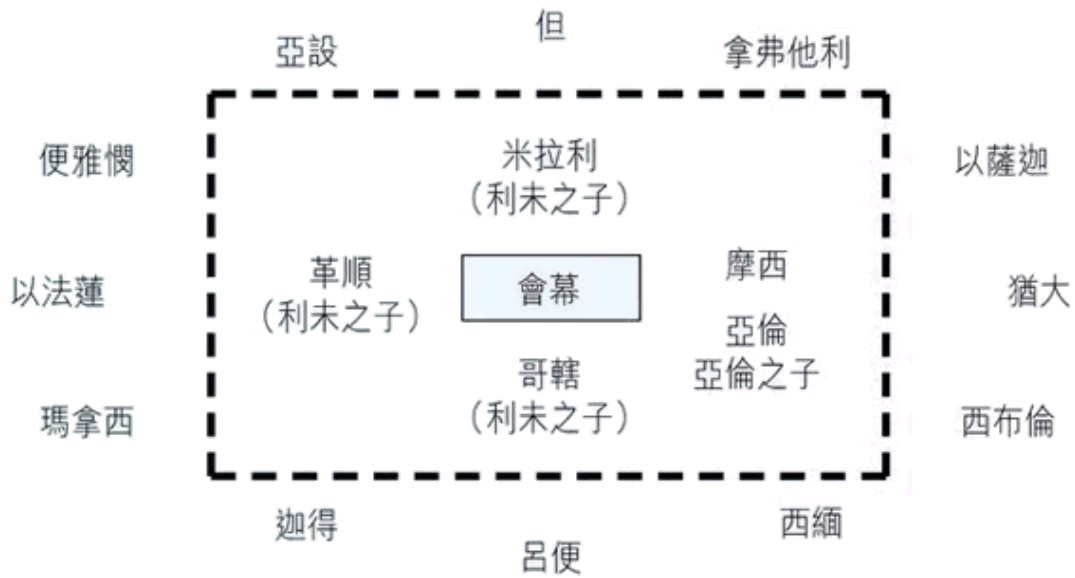 但
亞設
拿弗他利
便雅憫
米拉利
（利未之子）
以薩迦
以法蓮
革順
（利未之子）
會幕
摩西
亞倫
亞倫之子
猶大
哥轄
（利未之子）
瑪拿西
西布倫
迦得
呂便
西緬